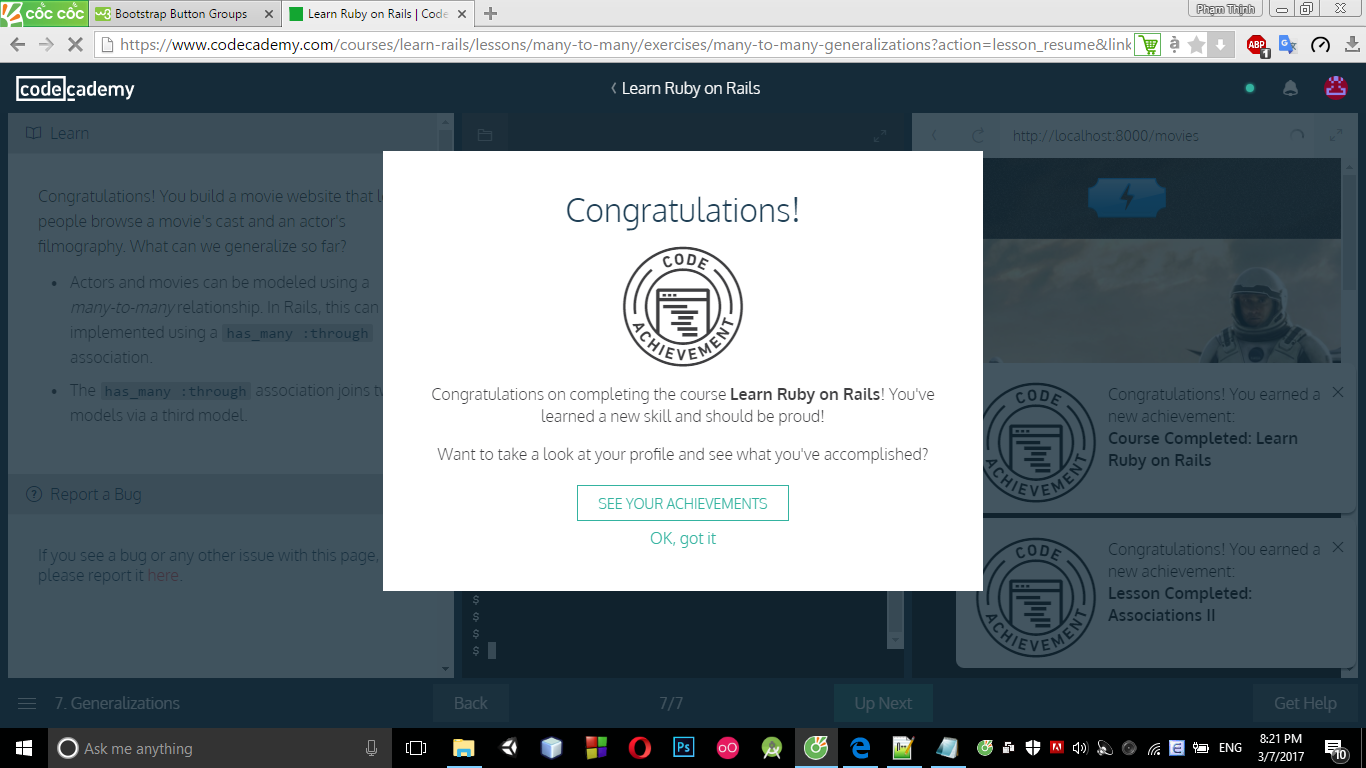 cốc cốc
Bootstrap Button Groups
Learn Ruby on Rails | Code
Phạm Thịnh
https://www.codecademy.com/courses/learn-rails/lessons/many-to-many/exercises/many-to-many-generalizations?action=lesson_resume&link
ABP
1
codecademy
Learn Ruby on Rails
Learn
http://localhost:8000/movies
Congratulations! You build a movie website that l
people browse a movie's cast and an actor's
filmography. What can we generalize so far?
Actors and movies can be modeled using a
many-to-many relationship. In Rails, this can
implemented using a has_many :through
association.
The has_many :through association joins tw
models via a third model.
Report a Bug
If you see a bug or any other issue with this page,
please report it here.
Congratulations!
CODE
ACHIEVEMENT
Congratulations on completing the course Learn Ruby on Rails! You've
learned a new skill and should be proud!
Want to take a look at your profile and see what you've accomplished?
SEE YOUR ACHIEVEMENTS
OK, got it
$
$
$
$
CODE
ACHIEVEMENT
Congratulations! You earned a
new achievement:
Course Completed: Learn
Ruby on Rails
CODE
ACHIEVEMENT
Congratulations! You earned a
new achievement:
Lesson Completed:
Associations II
7. Generalizations
Back
7/7
Up Next
Get Help
Ask me anything
Ps
ENG
8:21 PM
3/7/2017
10